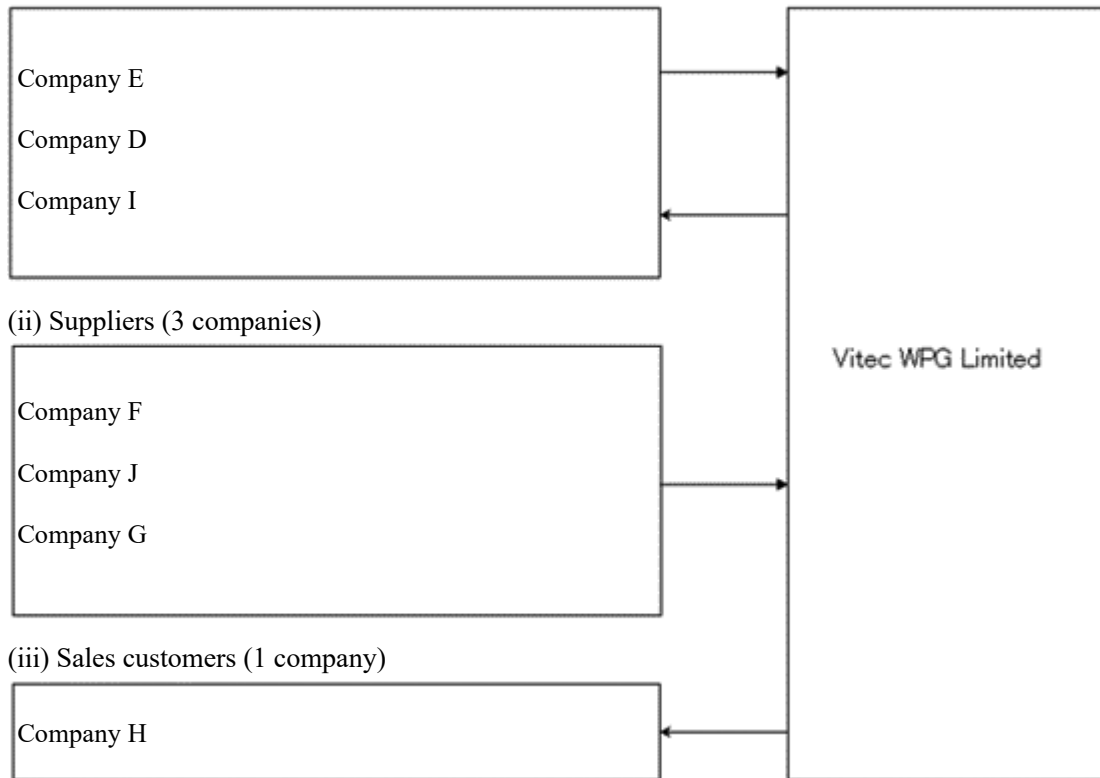 Company E
Company D
Company I
(ii) Suppliers (3 companies)
Company F
Company J
Company G
Vitec WPG Limited
(iii) Sales customers (1 company)
Company H